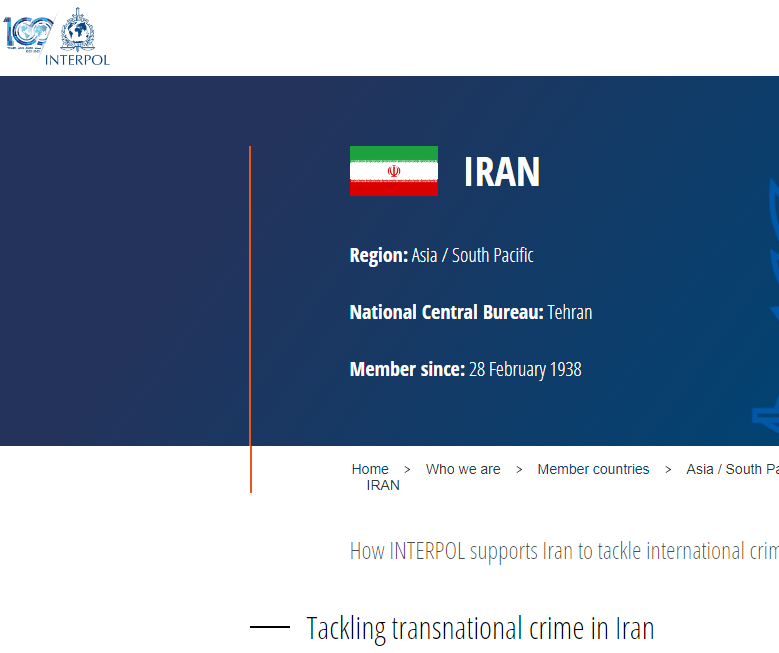 100
INTERPOL
IRAN
Region: Asia / South Pacific
National Central Bureau: Tehran
Member since: 28 February 1938
Home > Who we are > Member countries > Asia / South Pa
IRAN
How INTERPOL supports Iran to tackle international crim
Tackling transnational crime in Iran